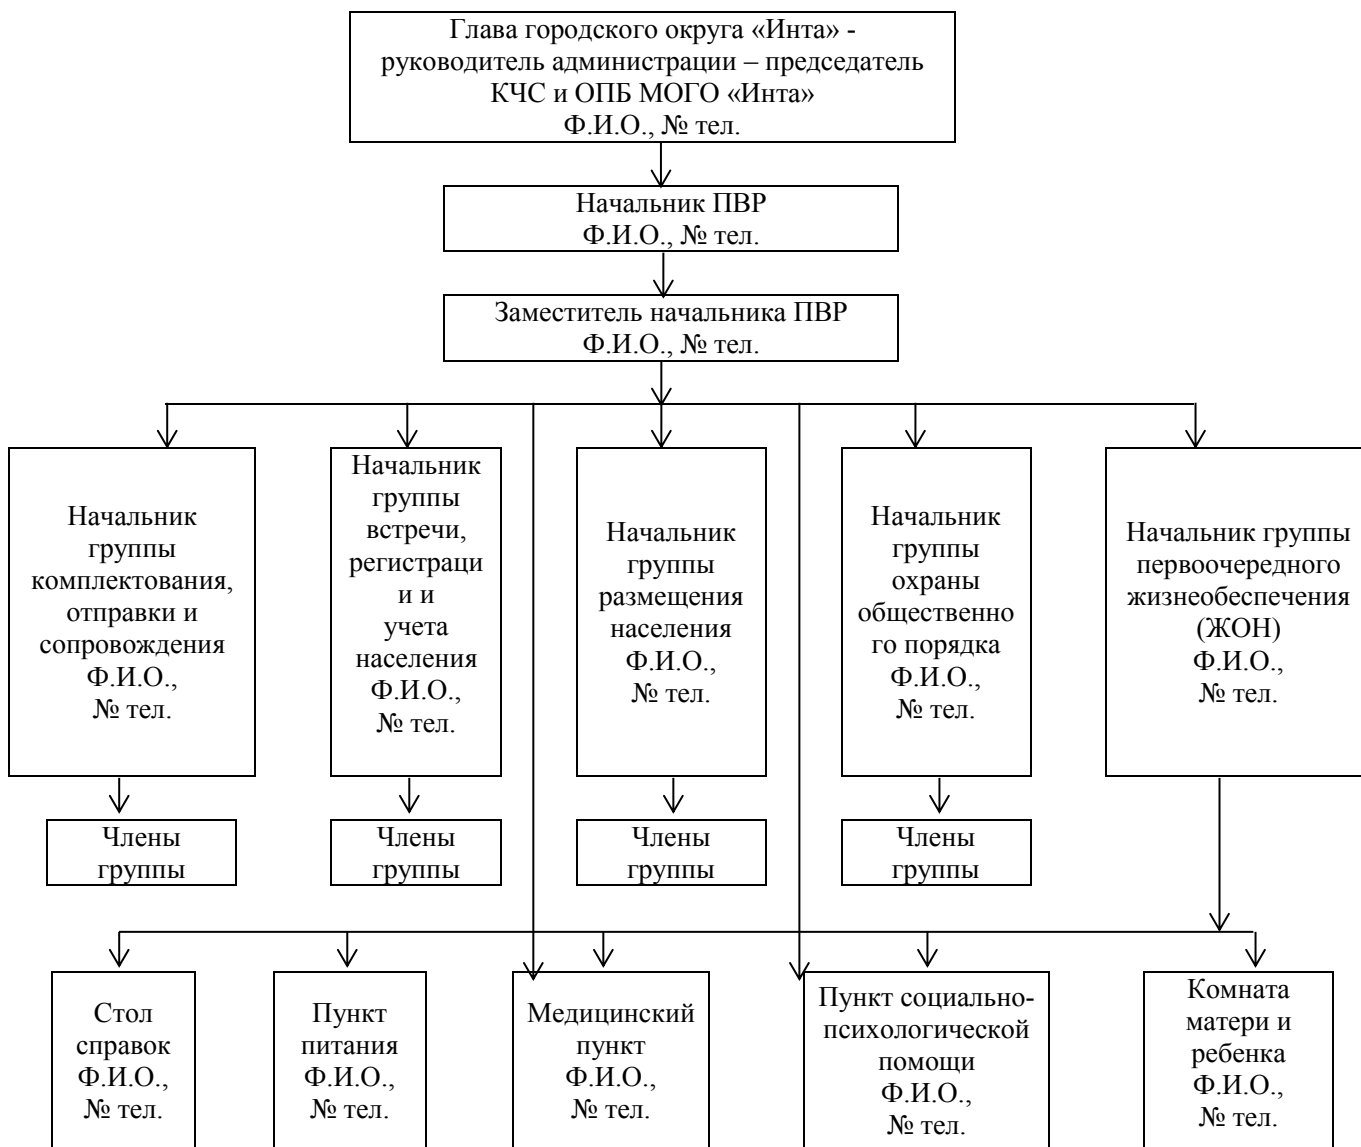 Глава городского округа «Инта» -
руководитель администрации – председатель
КЧС и ОПБ МОГО «Инта»
Ф.И.О., № тел.
Начальник ПВР
Ф.И.О., № тел.
Заместитель начальника ПВР
Ф.И.О., № тел.
Начальник
группы
комплектования,
отправки и
сопровождения
Ф.И.О.,
№ тел.
Начальник
группы
встречи,
регистраци
и и
учета
населения
Ф.И.О.,
№ тел.
Начальник
группы
размещения
населения
Ф.И.О.,
№ тел.
Начальник
группы
охраны
общественно
го порядка
Ф.И.О.,
№ тел.
Начальник группы
первоочередного
жизнеобеспечения
(ЖОН)
Ф.И.О.,
№ тел.
Члены
группы
Члены
группы
Члены
группы
Члены
группы
Стол
справок
Ф.И.О.,
№ тел.
Пункт
питания
Ф.И.О.,
№ тел.
Медицинский
пункт
Ф.И.О.,
№ тел.
Пункт социально-
психологической
помощи
Ф.И.О.,
№ тел.
Комната
матери и
ребенка
Ф.И.О.,
№ тел.